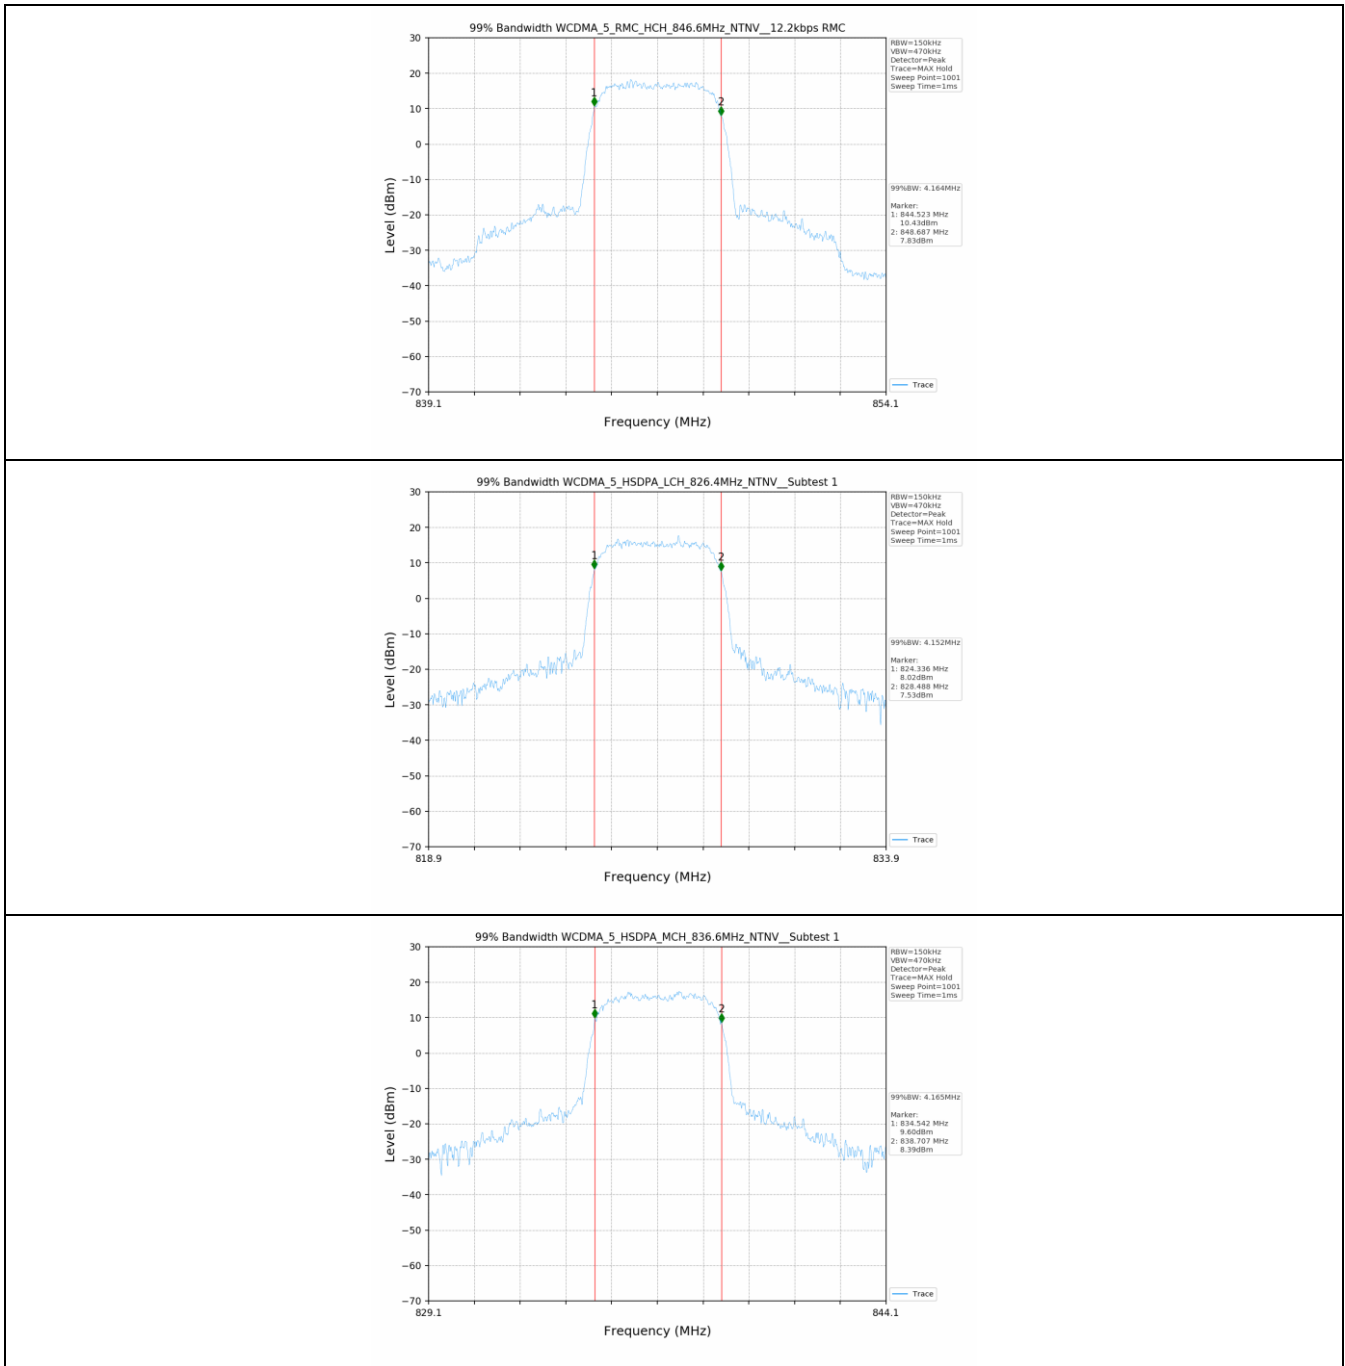 99% Bandwidth WCDMA_5_RMC_HCH_846.6MHz_NTNV__12.2kbps RMC
30
20
10
0
−10
−20
−30
−40
−50
−60
−70
Level (dBm)
1
2
839.1
854.1
Frequency (MHz)
RBW=150kHz
VBW=470kHz
Detector=Peak
Trace=MAX Hold
Sweep Point=1001
Sweep Time=1ms
99%BW: 4.164MHz
Marker:
1: 844.523 MHz
10.43dBm
2: 848.687 MHz
7.83dBm
Trace
99% Bandwidth WCDMA_5_HSDPA_LCH_826.4MHz_NTNV__Subtest 1
30
20
10
0
−10
−20
−30
−40
−50
−60
−70
Level (dBm)
1
2
818.9
833.9
Frequency (MHz)
RBW=150kHz
VBW=470kHz
Detector=Peak
Trace=MAX Hold
Sweep Point=1001
Sweep Time=1ms
99%BW: 4.152MHz
Marker:
1: 824.336 MHz
8.02dBm
2: 828.488 MHz
7.53dBm
Trace
99% Bandwidth WCDMA_5_HSDPA_MCH_836.6MHz_NTNV__Subtest 1
30
20
10
0
−10
−20
−30
−40
−50
−60
−70
Level (dBm)
1
2
829.1
844.1
Frequency (MHz)
RBW=150kHz
VBW=470kHz
Detector=Peak
Trace=MAX Hold
Sweep Point=1001
Sweep Time=1ms
99%BW: 4.165MHz
Marker:
1: 834.542 MHz
9.60dBm
2: 838.707 MHz
8.39dBm
Trace